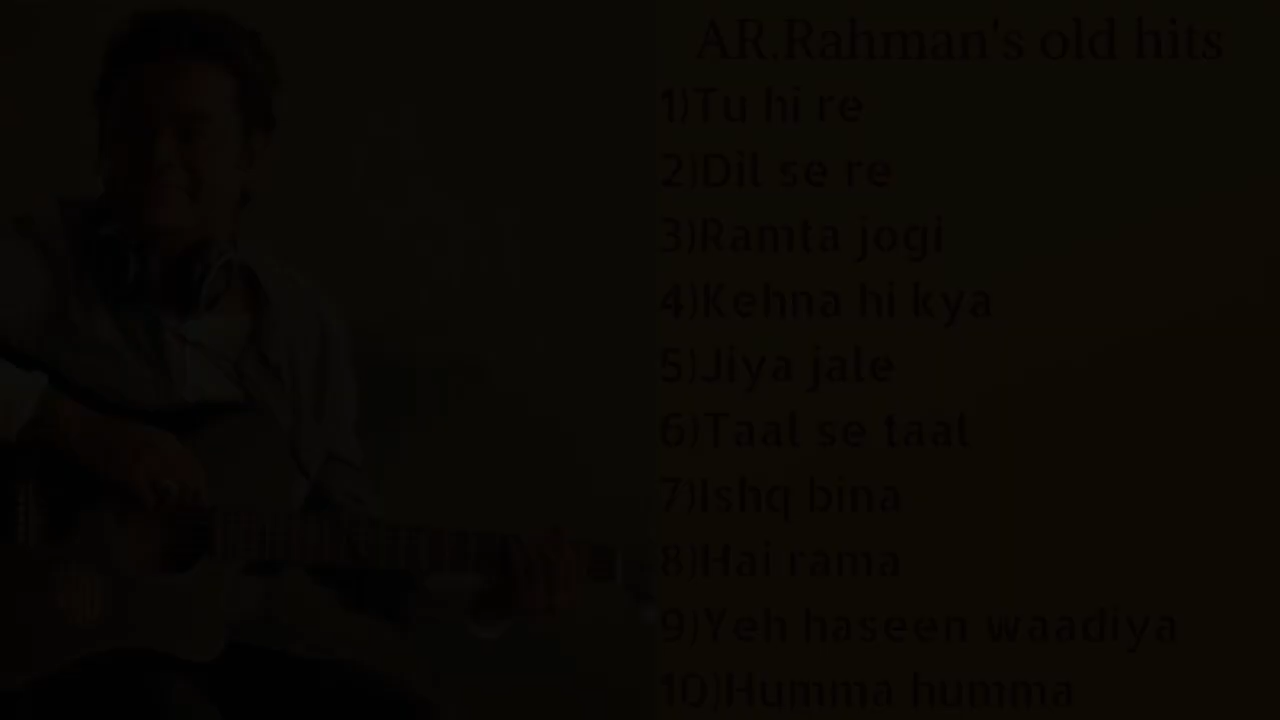 AR.Rahman's old hits
1)Tu hi re
2)Dil se re
3)Ramta jogi
4)Kehna hi kya
5)Jiya jale
6)Taal se taal
7)Ishq bina
8)Hai rama
9)Yeh haseen waadiya
10)Humma humma